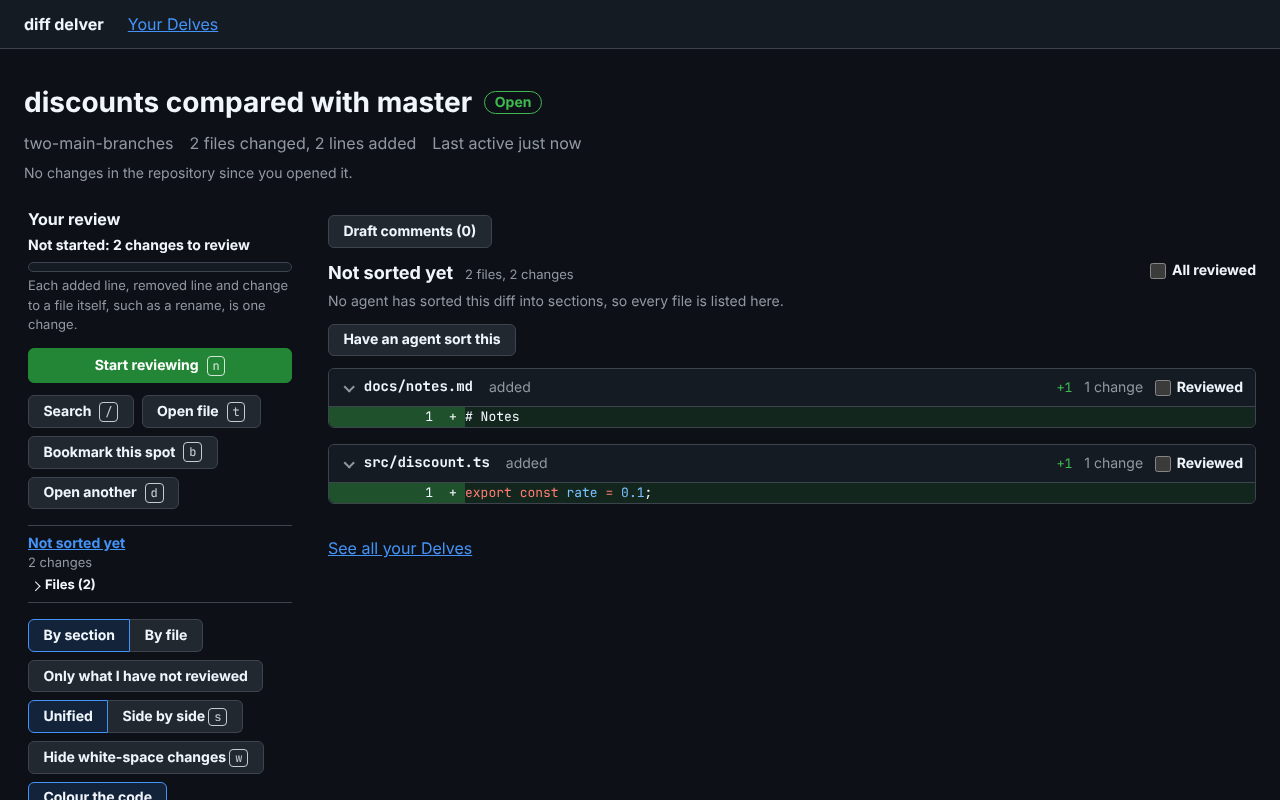 diff delver Your Delves
discounts compared with master Open
two-main-branches 2 files changed, 2 lines added Last active just now
No changes in the repository since you opened it.
Your review
Not started: 2 changes to review
Each added line, removed line and change
to a file itself, such as a rename, is one
change.
Start reviewing n
Search / Open file t
Bookmark this spot b
Open another d
Not sorted yet
2 changes
Files (2)
By section By file
Only what I have not reviewed
Unified Side by side s
Hide white-space changes w
Colour the code
Draft comments (0)
Not sorted yet 2 files, 2 changes All reviewed
No agent has sorted this diff into sections, so every file is listed here.
Have an agent sort this
docs/notes.md added +1 1 change Reviewed
1 + # Notes
src/discount.ts added +1 1 change Reviewed
1 + export const rate = 0.1;
See all your Delves